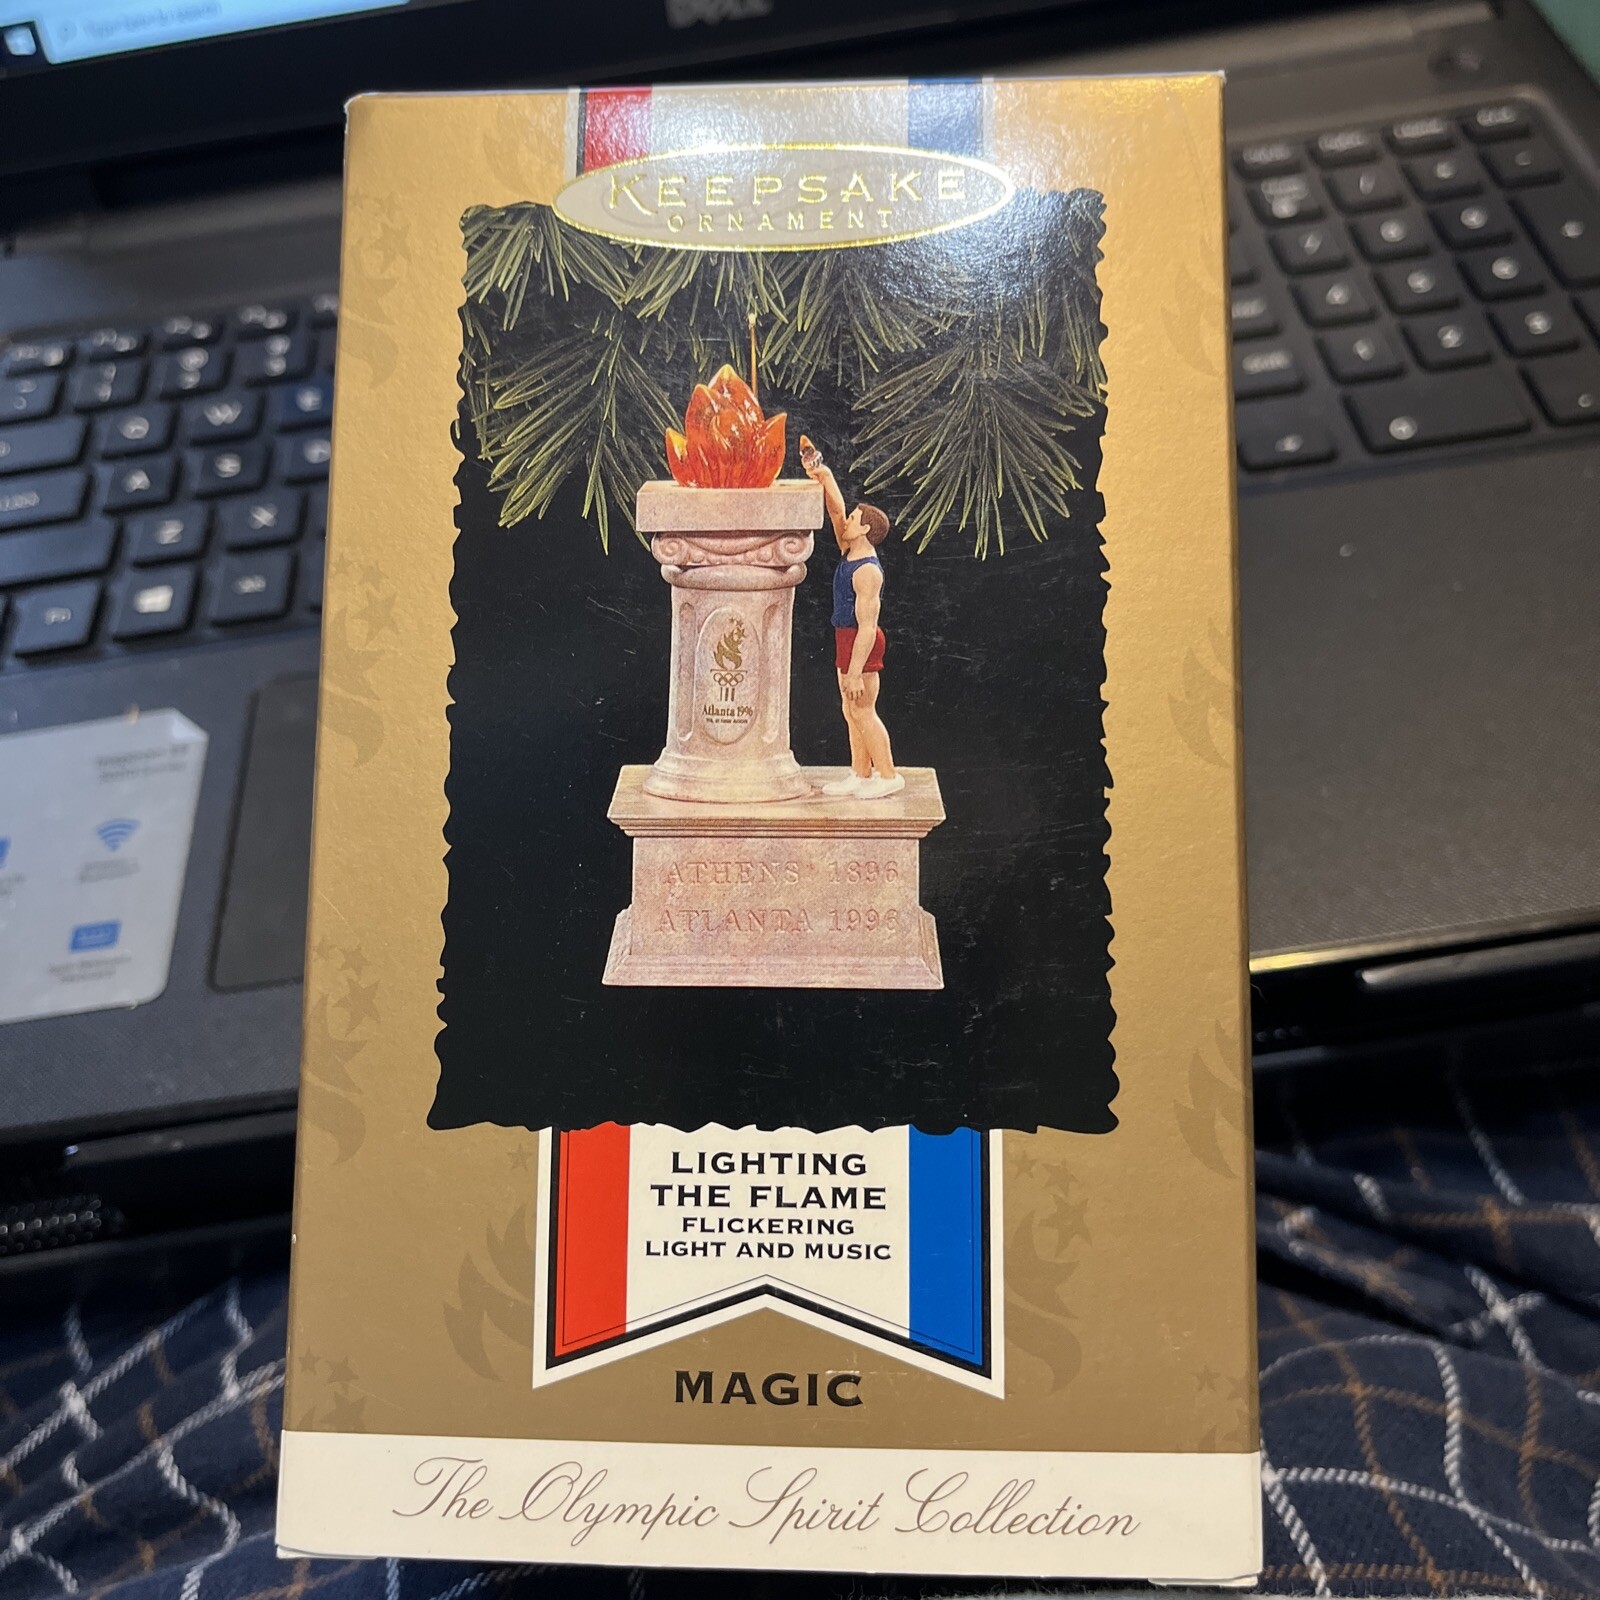 DELL
KEEPSAKE
ORNAMENT
Atlanta 1996
ATHENS 1896
ATLANTA 1996
LIGHTING
THE FLAME
FLICKERING
LIGHT AND MUSIC
MAGIC
The Olympic Spirit Collection